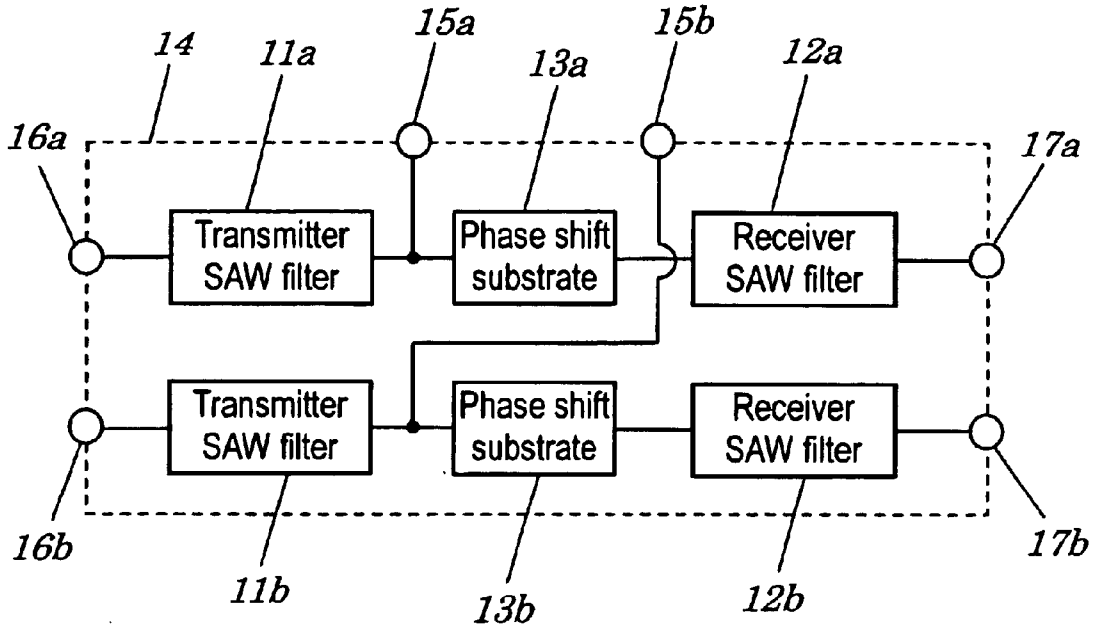 14
11a
15a
13a
15b
12a
16a
17a
Transmitter
SAW filter
Phase shift
substrate
Receiver
SAW filter
Transmitter
SAW filter
Phase shift
substrate
Receiver
SAW filter
16b
11b
13b
12b
17b